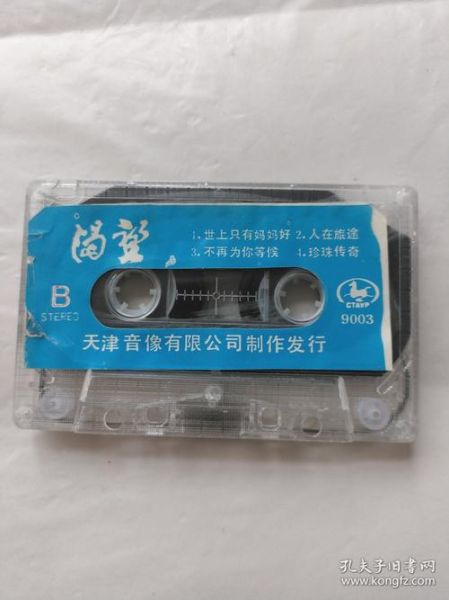 渴望
1.世上只有妈妈好 2.人在旅途
3.不再为你等候 4.珍珠传奇
B
STEREO
CTAVP
9003
天津音像有限公司制作发行
孔夫子旧书网
www.kongfz.com